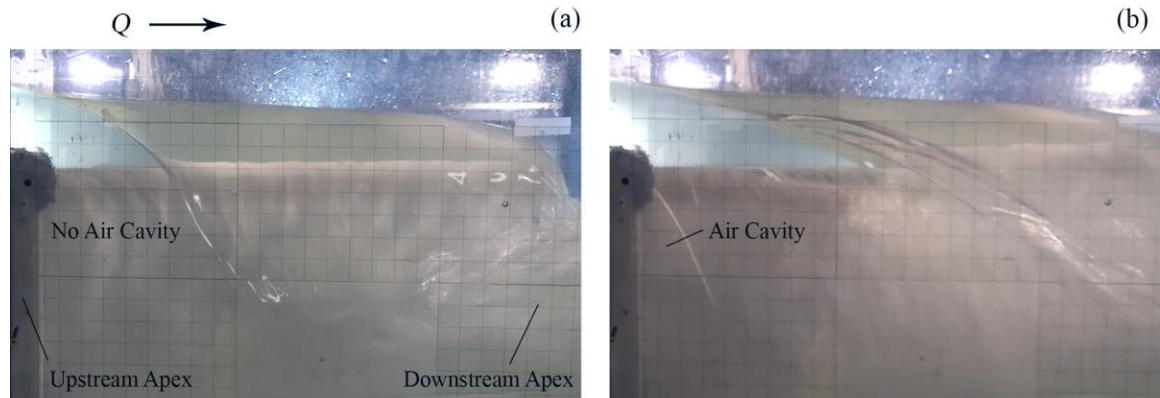 Q (a) (b)
No Air Cavity
Air Cavity
Upstream Apex
Downstream Apex